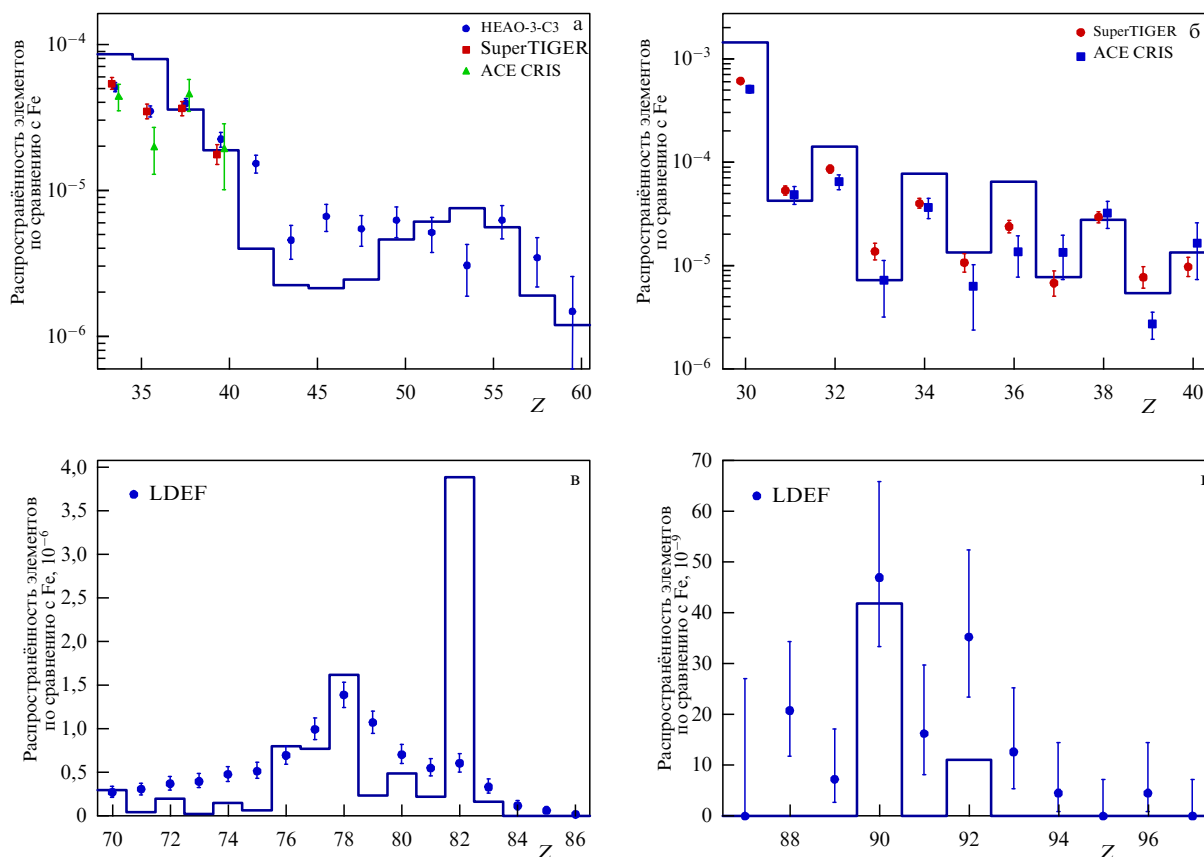 HEAO-3-C3
SuperTIGER
ACE CRIS
а
Распространённость элементов
по сравнению с Fe
10⁻⁴
10⁻⁵
10⁻⁶
35 40 45 50 55 60
Z
SuperTIGER
ACE CRIS
б
Распространённость элементов
по сравнению с Fe
10⁻³
10⁻⁴
10⁻⁵
10⁻⁶
30 32 34 36 38 40
Z
LDEF
в
Распространённость элементов
по сравнению с Fe, 10⁻⁶
4,0
3,5
3,0
2,5
2,0
1,5
1,0
0,5
0
70 72 74 76 78 80 82 84 86
Z
LDEF
Распространённость элементов
по сравнению с Fe, 10⁻⁹
70
60
50
40
30
20
10
0
88 90 92 94 96
Z